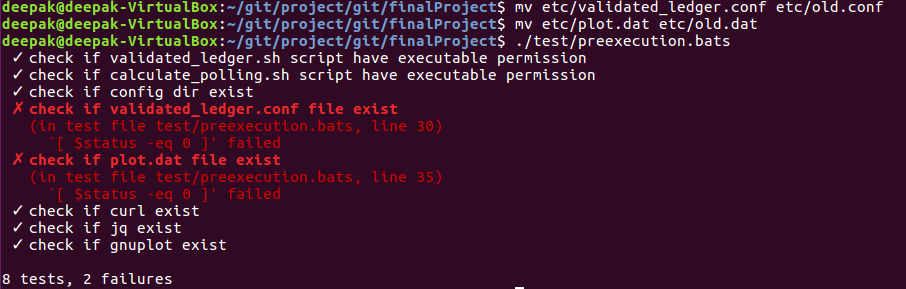 deepak@deepak-VirtualBox:~/git/project/git/finalProject$ mv etc/validated_ledger.conf etc/old.conf
deepak@deepak-VirtualBox:~/git/project/git/finalProject$ mv etc/plot.dat etc/old.dat
deepak@deepak-VirtualBox:~/git/project/git/finalProject$ ./test/preexecution.bats
✓ check if validated_ledger.sh script have executable permission
✓ check if calculate_polling.sh script have executable permission
✓ check if config dir exist
✗ check if validated_ledger.conf file exist
(in test file test/preexecution.bats, line 30)
`[ $status -eq 0 ]' failed
✗ check if plot.dat file exist
(in test file test/preexecution.bats, line 35)
`[ $status -eq 0 ]' failed
✓ check if curl exist
✓ check if jq exist
✓ check if gnuplot exist
8 tests, 2 failures